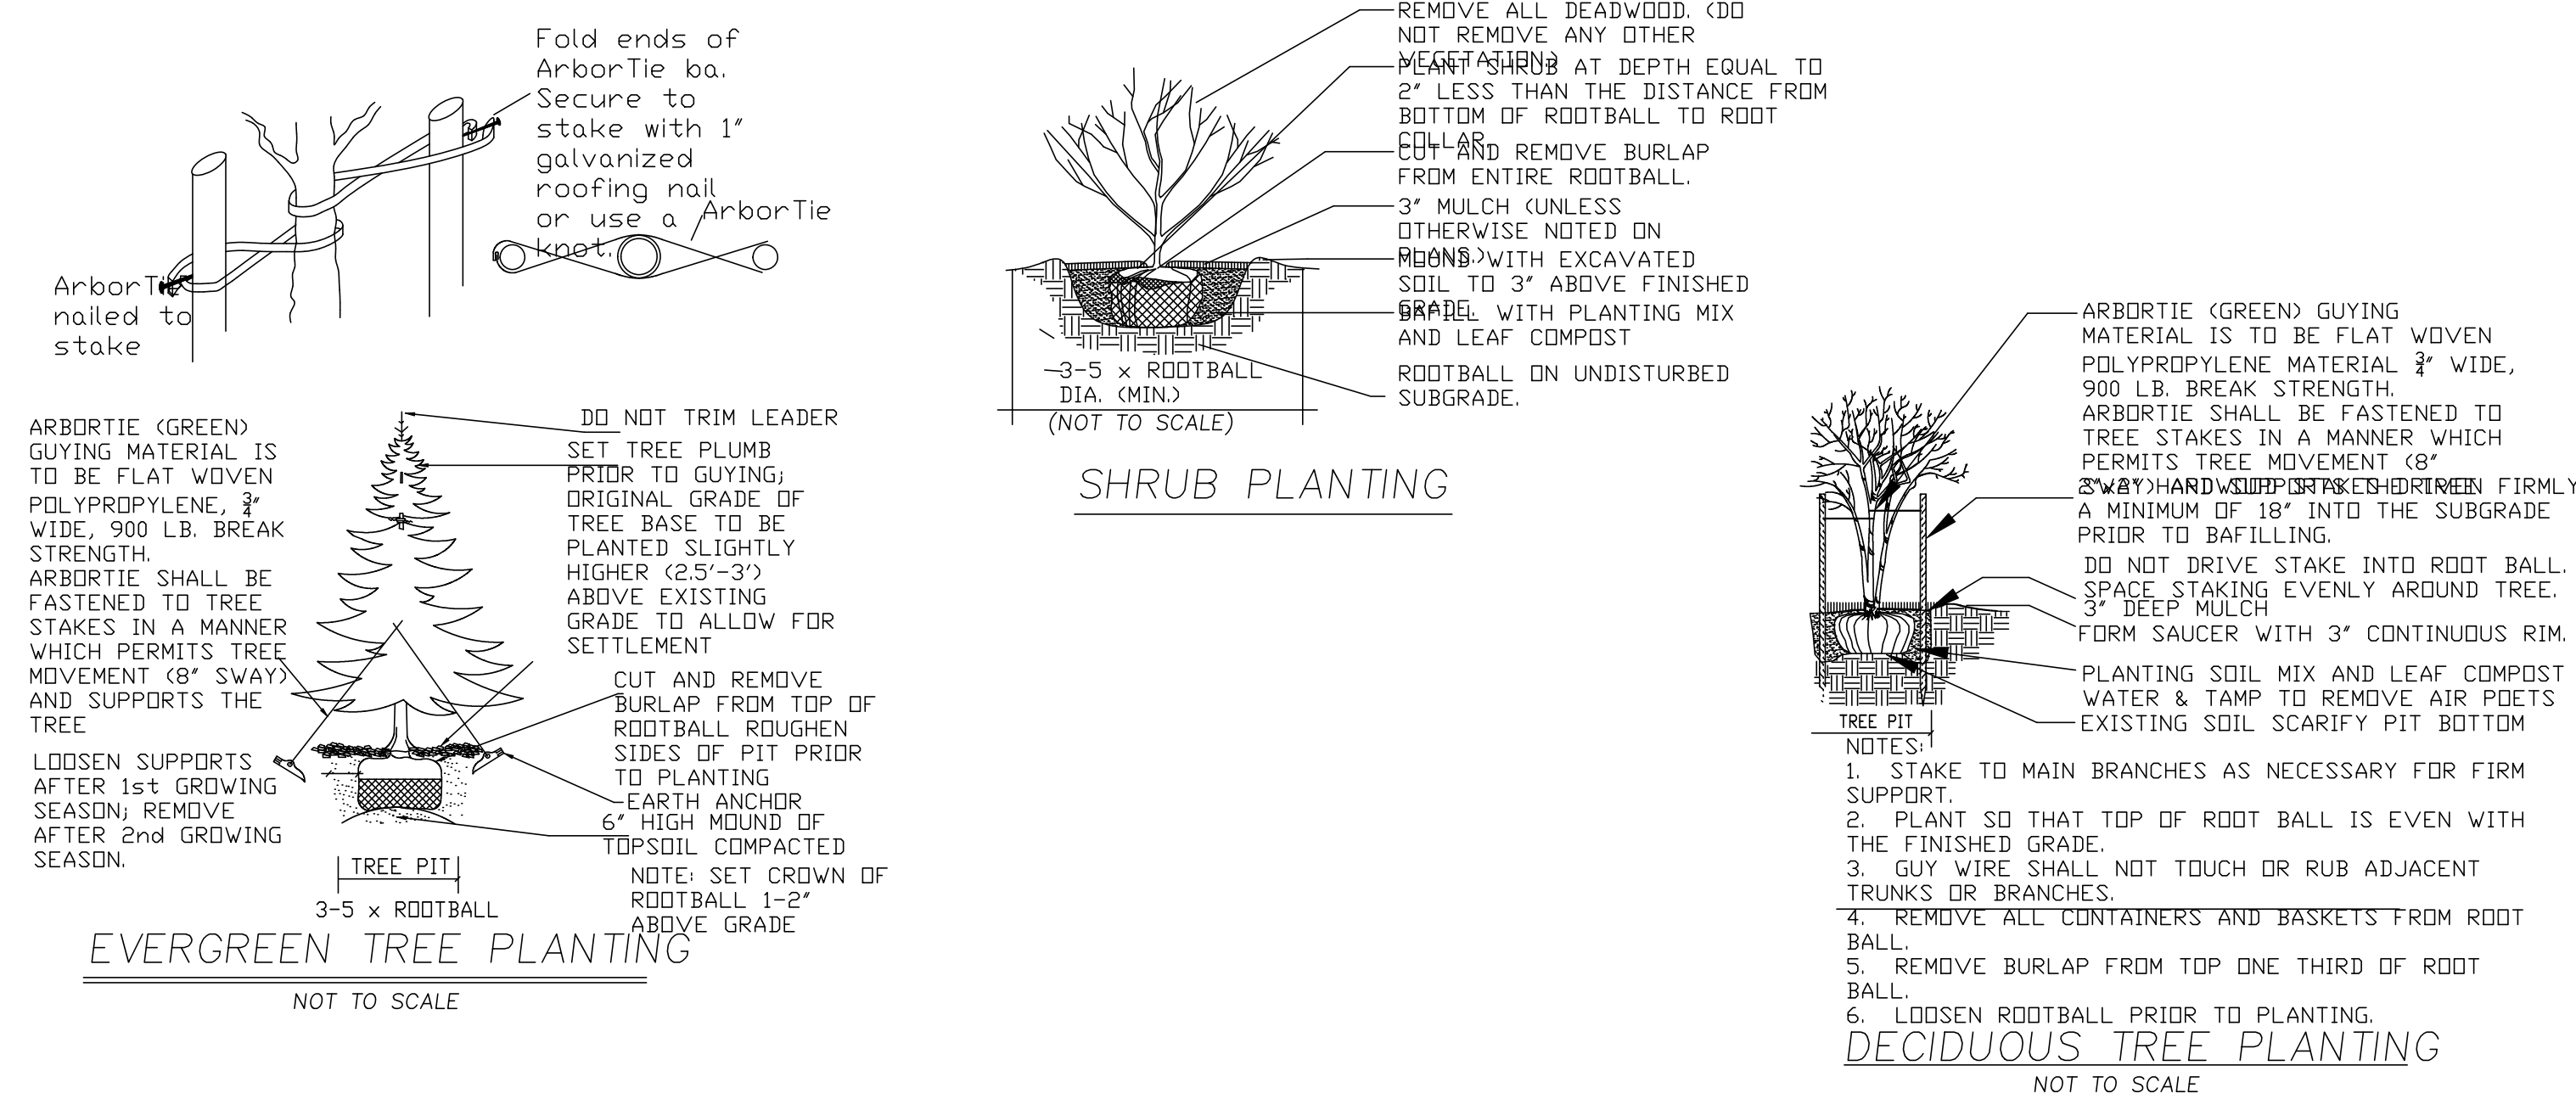 Fold ends of
ArborTie ba.
Secure to
stake with 1"
galvanized
roofing nail
or use a
knot.
ArborTie
ArborTie
nailed to
stake
ARBORTIE (GREEN)
GUYING MATERIAL IS
TO BE FLAT WOVEN
POLYPROPYLENE, 3/4"
WIDE, 900 LB. BREAK
STRENGTH.
ARBORTIE SHALL BE
FASTENED TO TREE
STAKES IN A MANNER
WHICH PERMITS TREE
MOVEMENT (8" SWAY)
AND SUPPORTS THE
TREE
LOOSEN SUPPORTS
AFTER 1st GROWING
SEASON; REMOVE
AFTER 2nd GROWING
SEASON.
DO NOT TRIM LEADER
SET TREE PLUMB
PRIOR TO GUYING;
ORIGINAL GRADE OF
TREE BASE TO BE
PLANTED SLIGHTLY
HIGHER (2.5'-3')
ABOVE EXISTING
GRADE TO ALLOW FOR
SETTLEMENT
CUT AND REMOVE
BURLAP FROM TOP OF
ROOTBALL ROUGHEN
SIDES OF PIT PRIOR
TO PLANTING
EARTH ANCHOR
6" HIGH MOUND OF
TOPSOIL COMPACTED
NOTE: SET CROWN OF
ROOTBALL 1-2"
ABOVE GRADE
TREE PIT
3-5 x ROOTBALL
EVERGREEN TREE PLANTING
NOT TO SCALE
REMOVE ALL DEADWOOD. (DO
NOT REMOVE ANY OTHER
VEGETATION.)
PLANT SHRUB AT DEPTH EQUAL TO
2" LESS THAN THE DISTANCE FROM
BOTTOM OF ROOTBALL TO ROOT
COLLAR.
CUT AND REMOVE BURLAP
FROM ENTIRE ROOTBALL.
3" MULCH (UNLESS
OTHERWISE NOTED ON
PLANS.)
MOUND WITH EXCAVATED
SOIL TO 3" ABOVE FINISHED
GRADE.
BAFILL WITH PLANTING MIX
AND LEAF COMPOST
ROOTBALL ON UNDISTURBED
SUBGRADE.
3-5 x ROOTBALL
DIA. (MIN.)
(NOT TO SCALE)
SHRUB PLANTING
ARBORTIE (GREEN) GUYING
MATERIAL IS TO BE FLAT WOVEN
POLYPROPYLENE MATERIAL 3/4" WIDE,
900 LB. BREAK STRENGTH.
ARBORTIE SHALL BE FASTENED TO
TREE STAKES IN A MANNER WHICH
PERMITS TREE MOVEMENT (8"
SWAY) AND SUPPORTS THE TREE
2"x2" HARDWOOD STAKES DRIVEN FIRMLY
A MINIMUM OF 18" INTO THE SUBGRADE
PRIOR TO BAFILLING.
DO NOT DRIVE STAKE INTO ROOT BALL.
SPACE STAKING EVENLY AROUND TREE.
3" DEEP MULCH
FORM SAUCER WITH 3" CONTINUOUS RIM.
PLANTING SOIL MIX AND LEAF COMPOST
WATER & TAMP TO REMOVE AIR POETS
EXISTING SOIL SCARIFY PIT BOTTOM
TREE PIT
NOTES:
1. STAKE TO MAIN BRANCHES AS NECESSARY FOR FIRM
SUPPORT.
2. PLANT SO THAT TOP OF ROOT BALL IS EVEN WITH
THE FINISHED GRADE.
3. GUY WIRE SHALL NOT TOUCH OR RUB ADJACENT
TRUNKS OR BRANCHES.
4. REMOVE ALL CONTAINERS AND BASKETS FROM ROOT
BALL.
5. REMOVE BURLAP FROM TOP ONE THIRD OF ROOT
BALL.
6. LOOSEN ROOTBALL PRIOR TO PLANTING.
DECIDUOUS TREE PLANTING
NOT TO SCALE